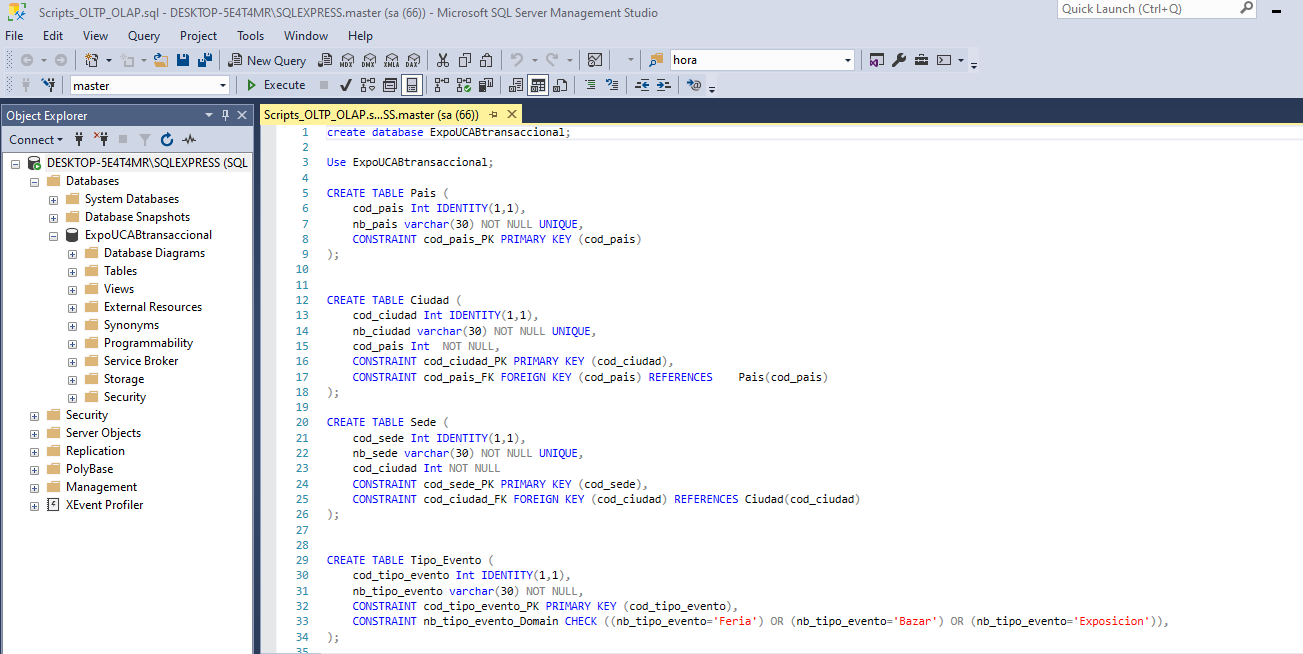 Scripts_OLTP_OLAP.sql - DESKTOP-5E4T4MR\SQLEXPRESS.master (sa (66)) - Microsoft SQL Server Management Studio
Quick Launch (Ctrl+Q)
File Edit View Query Project Tools Window Help
New Query MDX DMX XMLA DAX hora
master Execute
Object Explorer
Connect
DESKTOP-5E4T4MR\SQLEXPRESS (SQL
Databases
System Databases
Database Snapshots
ExpoUCABtransaccional
Database Diagrams
Tables
Views
External Resources
Synonyms
Programmability
Service Broker
Storage
Security
Security
Server Objects
Replication
PolyBase
Management
XEvent Profiler
Scripts_OLTP_OLAP.s...SS.master (sa (66))
1 create database ExpoUCABtransaccional;
2
3 Use ExpoUCABtransaccional;
4
5 CREATE TABLE Pais (
6 cod_pais Int IDENTITY(1,1),
7 nb_pais varchar(30) NOT NULL UNIQUE,
8 CONSTRAINT cod_pais_PK PRIMARY KEY (cod_pais)
9 );
10
11
12 CREATE TABLE Ciudad (
13 cod_ciudad Int IDENTITY(1,1),
14 nb_ciudad varchar(30) NOT NULL UNIQUE,
15 cod_pais Int  NOT NULL,
16 CONSTRAINT cod_ciudad_PK PRIMARY KEY (cod_ciudad),
17 CONSTRAINT cod_pais_FK FOREIGN KEY (cod_pais) REFERENCES    Pais(cod_pais)
18 );
19
20 CREATE TABLE Sede (
21 cod_sede Int IDENTITY(1,1),
22 nb_sede varchar(30) NOT NULL UNIQUE,
23 cod_ciudad Int NOT NULL
24 CONSTRAINT cod_sede_PK PRIMARY KEY (cod_sede),
25 CONSTRAINT cod_ciudad_FK FOREIGN KEY (cod_ciudad) REFERENCES Ciudad(cod_ciudad)
26 );
27
28
29 CREATE TABLE Tipo_Evento (
30 cod_tipo_evento Int IDENTITY(1,1),
31 nb_tipo_evento varchar(30) NOT NULL,
32 CONSTRAINT cod_tipo_evento_PK PRIMARY KEY (cod_tipo_evento),
33 CONSTRAINT nb_tipo_evento_Domain CHECK ((nb_tipo_evento='Feria') OR (nb_tipo_evento='Bazar') OR (nb_tipo_evento='Exposicion')),
34 );
35